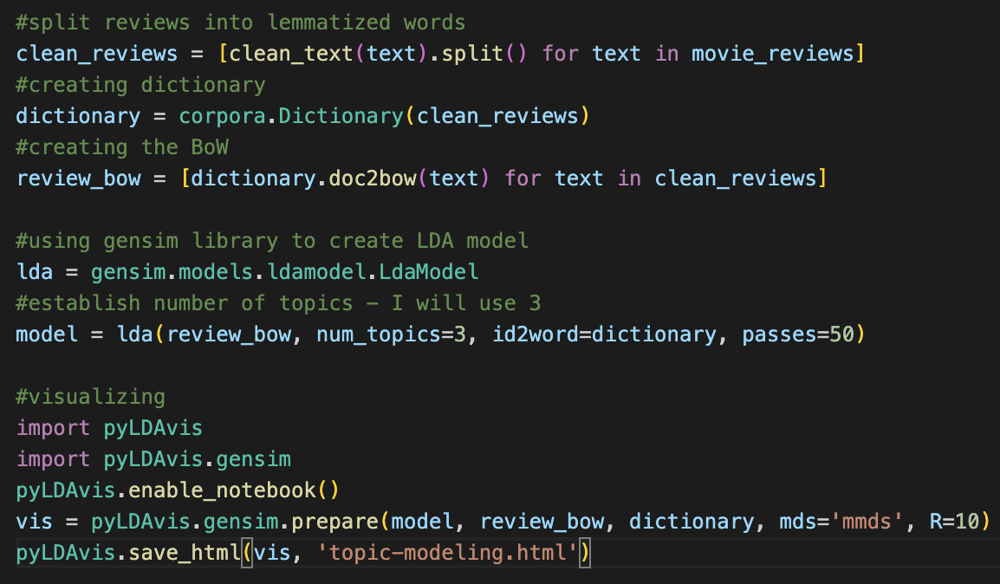 #split reviews into lemmatized words
clean_reviews = [clean_text(text).split() for text in movie_reviews]
#creating dictionary
dictionary = corpora.Dictionary(clean_reviews)
#creating the BoW
review_bow = [dictionary.doc2bow(text) for text in clean_reviews]
#using gensim library to create LDA model
lda = gensim.models.ldamodel.LdaModel
#establish number of topics – I will use 3
model = lda(review_bow, num_topics=3, id2word=dictionary, passes=50)
#visualizing
import pyLDAvis
import pyLDAvis.gensim
pyLDAvis.enable_notebook()
vis = pyLDAvis.gensim.prepare(model, review_bow, dictionary, mds='mmds', R=10)
pyLDAvis.save_html(vis, 'topic-modeling.html')